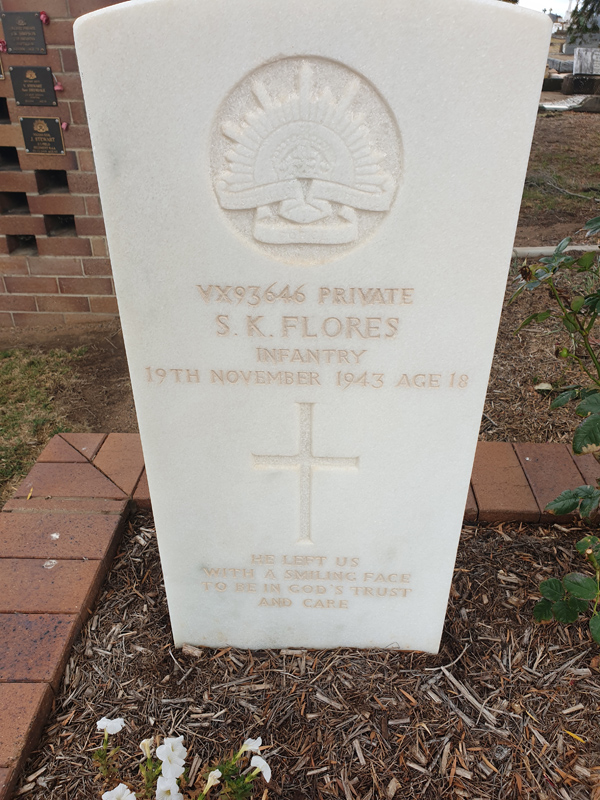 VX93646 PRIVATE
S. K. FLORES
INFANTRY
19TH NOVEMBER 1943 AGE 18
HE LEFT US
WITH A SMILING FACE
TO BE IN GOD'S TRUST
AND CARE
J. STEWART